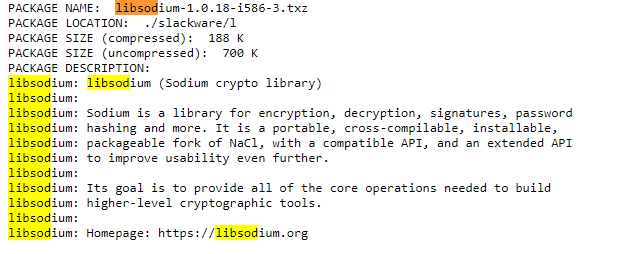 PACKAGE NAME:  libsodium-1.0.18-i586-3.txz
PACKAGE LOCATION:  ./slackware/l
PACKAGE SIZE (compressed):  188 K
PACKAGE SIZE (uncompressed):  700 K
PACKAGE DESCRIPTION:
libsodium: libsodium (Sodium crypto library)
libsodium:
libsodium: Sodium is a library for encryption, decryption, signatures, password
libsodium: hashing and more. It is a portable, cross-compilable, installable,
libsodium: packageable fork of NaCl, with a compatible API, and an extended API
libsodium: to improve usability even further.
libsodium:
libsodium: Its goal is to provide all of the core operations needed to build
libsodium: higher-level cryptographic tools.
libsodium:
libsodium: Homepage: https://libsodium.org